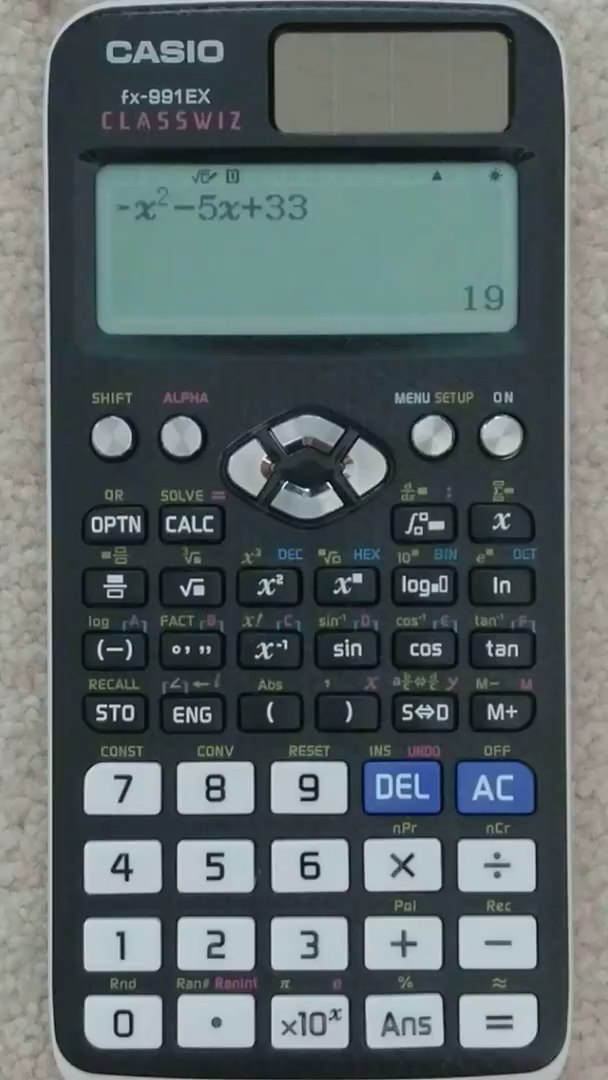 CASIO
fx-991EX
CLASSWIZ
√▱ D ▲
-x²-5x+33
19
SHIFT ALPHA MENU SETUP ON
QR SOLVE = d/dx■ : Σ■
OPTN CALC ∫■ x
■■/■ ³√■ x³ DEC ■√□ HEX 10■ BIN e■ OCT
√■ x² x■ log■□ ln
log A FACT B x! C sin⁻¹ D cos⁻¹ E tan⁻¹ F
(−) °’” x⁻¹ sin cos tan
RECALL ∠ ← i Abs , x a b/c⇔d/c y M− M
STO ENG ( ) S⇔D M+
CONST CONV RESET INS UNDO OFF
7 8 9 DEL AC
nPr nCr
4 5 6 × ÷
Pol Rec
1 2 3 + −
Rnd Ran# RanInt π e % ≈
0 • ×10ˣ Ans =